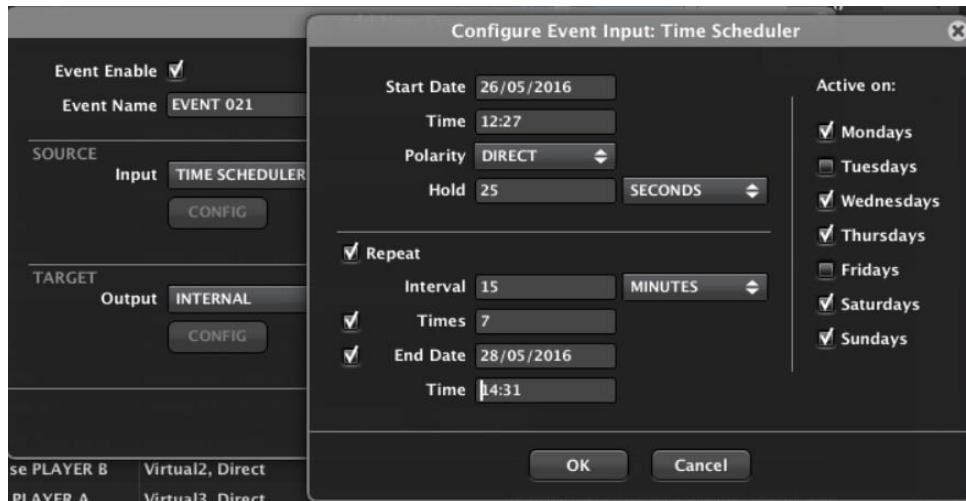 Configure Event Input: Time Scheduler
Event Enable
Event Name EVENT 021
SOURCE
Input TIME SCHEDULER
CONFIG
TARGET
Output INTERNAL
CONFIG
Start Date 26/05/2016
Time 12:27
Polarity DIRECT
Hold 25 SECONDS
Repeat
Interval 15 MINUTES
Times 7
End Date 28/05/2016
Time 14:31
Active on:
Mondays
Tuesdays
Wednesdays
Thursdays
Fridays
Saturdays
Sundays
OK Cancel
se PLAYER B Virtual2, Direct
PLAYER A Virtual3, Direct